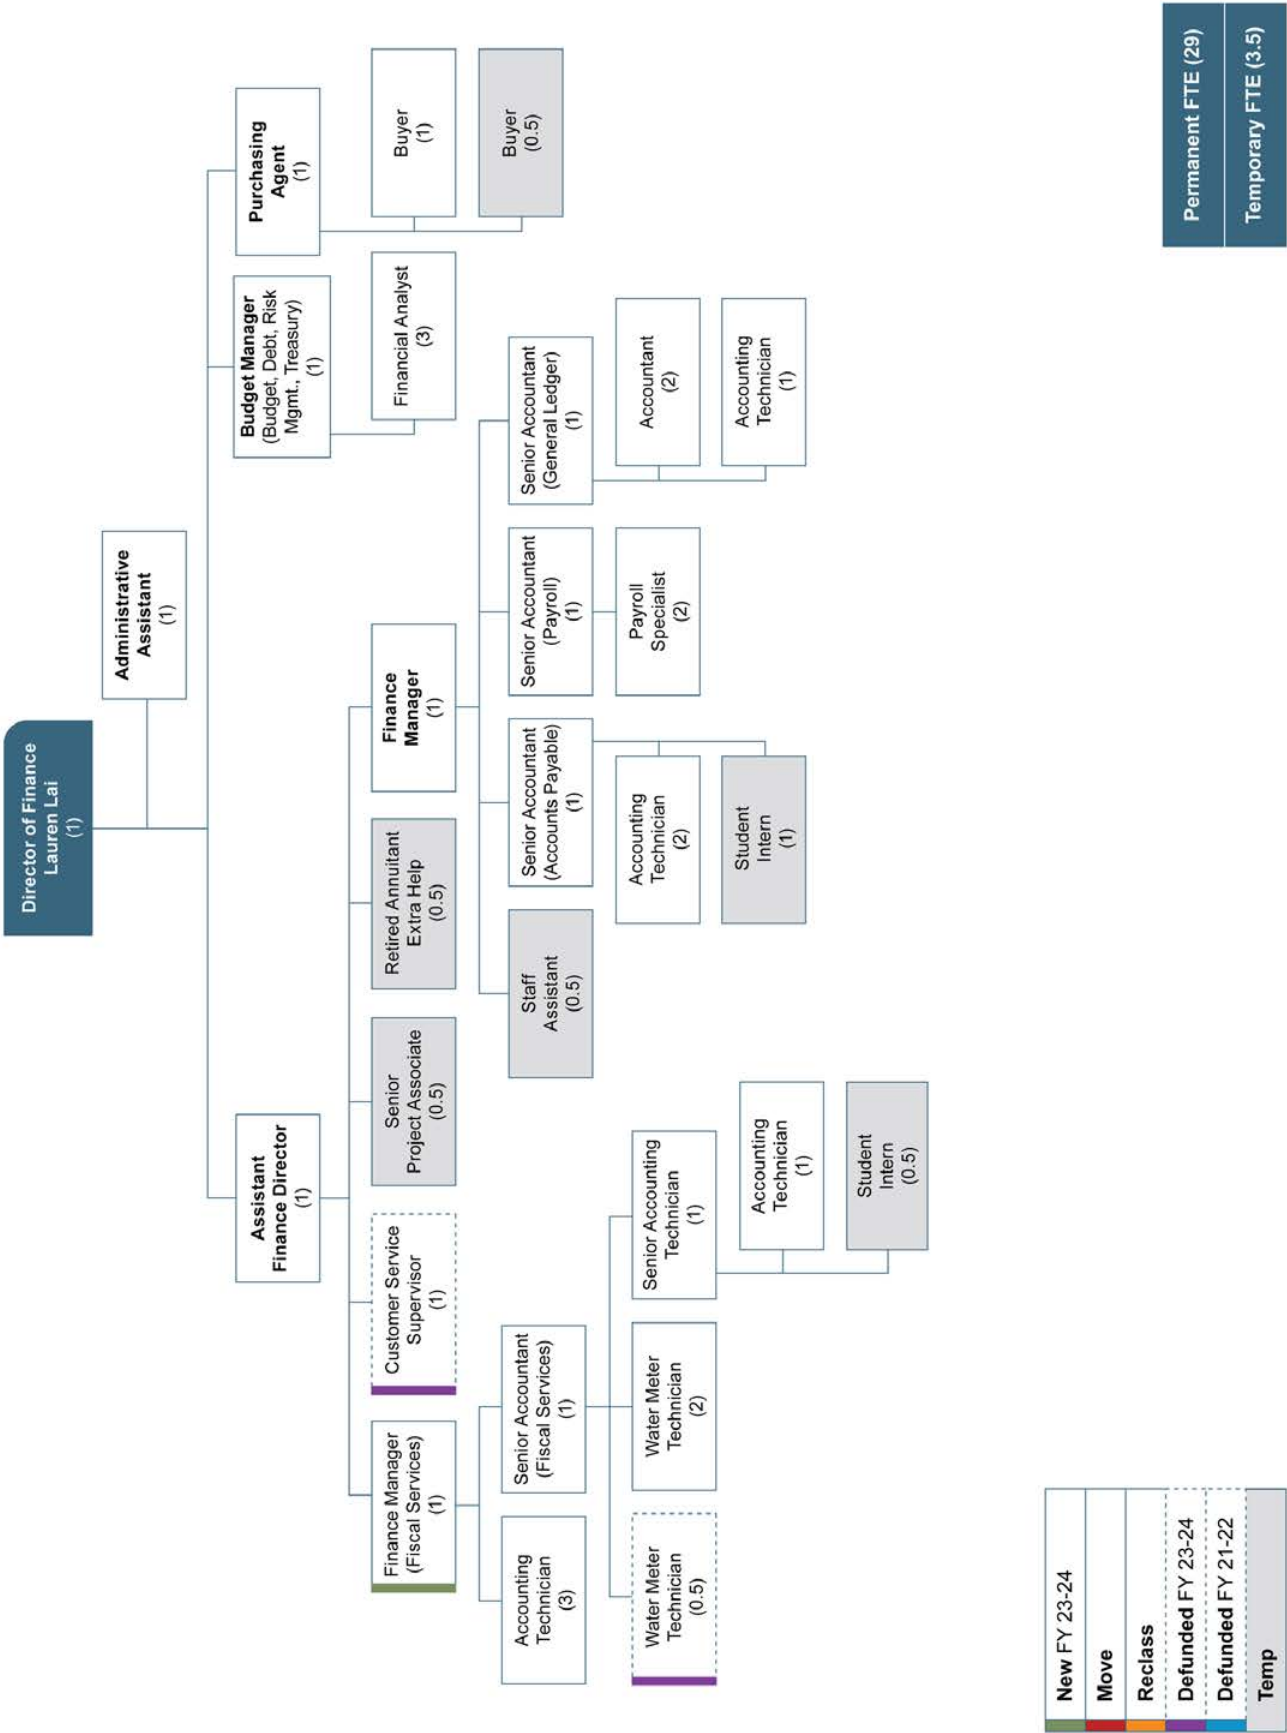 Director of Finance
Lauren Lai
(1)
Administrative
Assistant
(1)
Assistant
Finance Director
(1)
Budget Manager
(Budget, Debt, Risk
Mgmt., Treasury)
(1)
Purchasing
Agent
(1)
Finance Manager
(Fiscal Services)
(1)
Customer Service
Supervisor
(1)
Senior
Project Associate
(0.5)
Retired Annuitant
Extra Help
(0.5)
Finance
Manager
(1)
Financial Analyst
(3)
Buyer
(1)
Buyer
(0.5)
Accounting
Technician
(3)
Senior Accountant
(Fiscal Services)
(1)
Staff
Assistant
(0.5)
Senior Accountant
(Accounts Payable)
(1)
Senior Accountant
(Payroll)
(1)
Senior Accountant
(General Ledger)
(1)
Water Meter
Technician
(0.5)
Water Meter
Technician
(2)
Senior Accounting
Technician
(1)
Accounting
Technician
(2)
Payroll
Specialist
(2)
Accountant
(2)
Accounting
Technician
(1)
Student
Intern
(0.5)
Student
Intern
(1)
Accounting
Technician
(1)
New FY 23-24
Move
Reclass
Defunded FY 23-24
Defunded FY 21-22
Temp
Permanent FTE (29)
Temporary FTE (3.5)